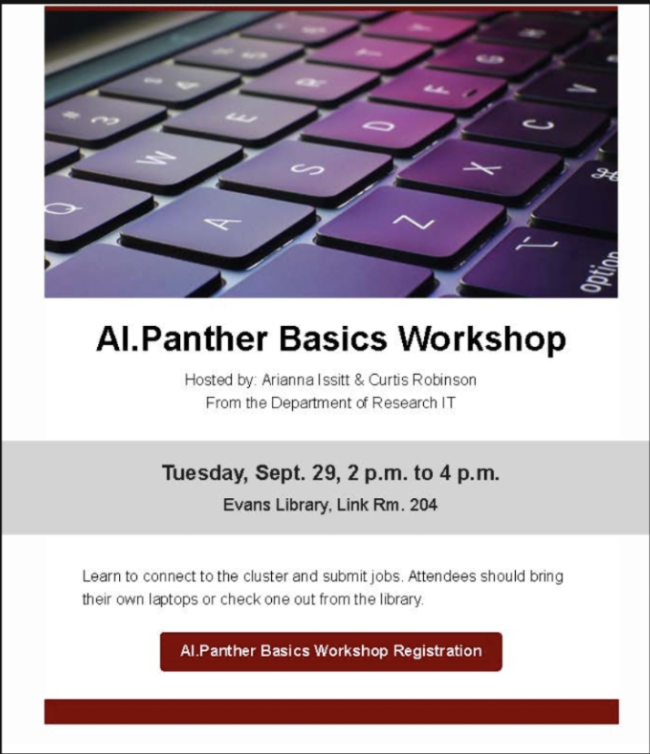 # 3
$ 4
R
T
Y
W
E
D
F
G
V
Q
A
S
Z
X
C
⌘
option
AI.Panther Basics Workshop
Hosted by: Arianna Issitt & Curtis Robinson
From the Department of Research IT
Tuesday, Sept. 29, 2 p.m. to 4 p.m.
Evans Library, Link Rm. 204
Learn to connect to the cluster and submit jobs. Attendees should bring
their own laptops or check one out from the library.
AI.Panther Basics Workshop Registration